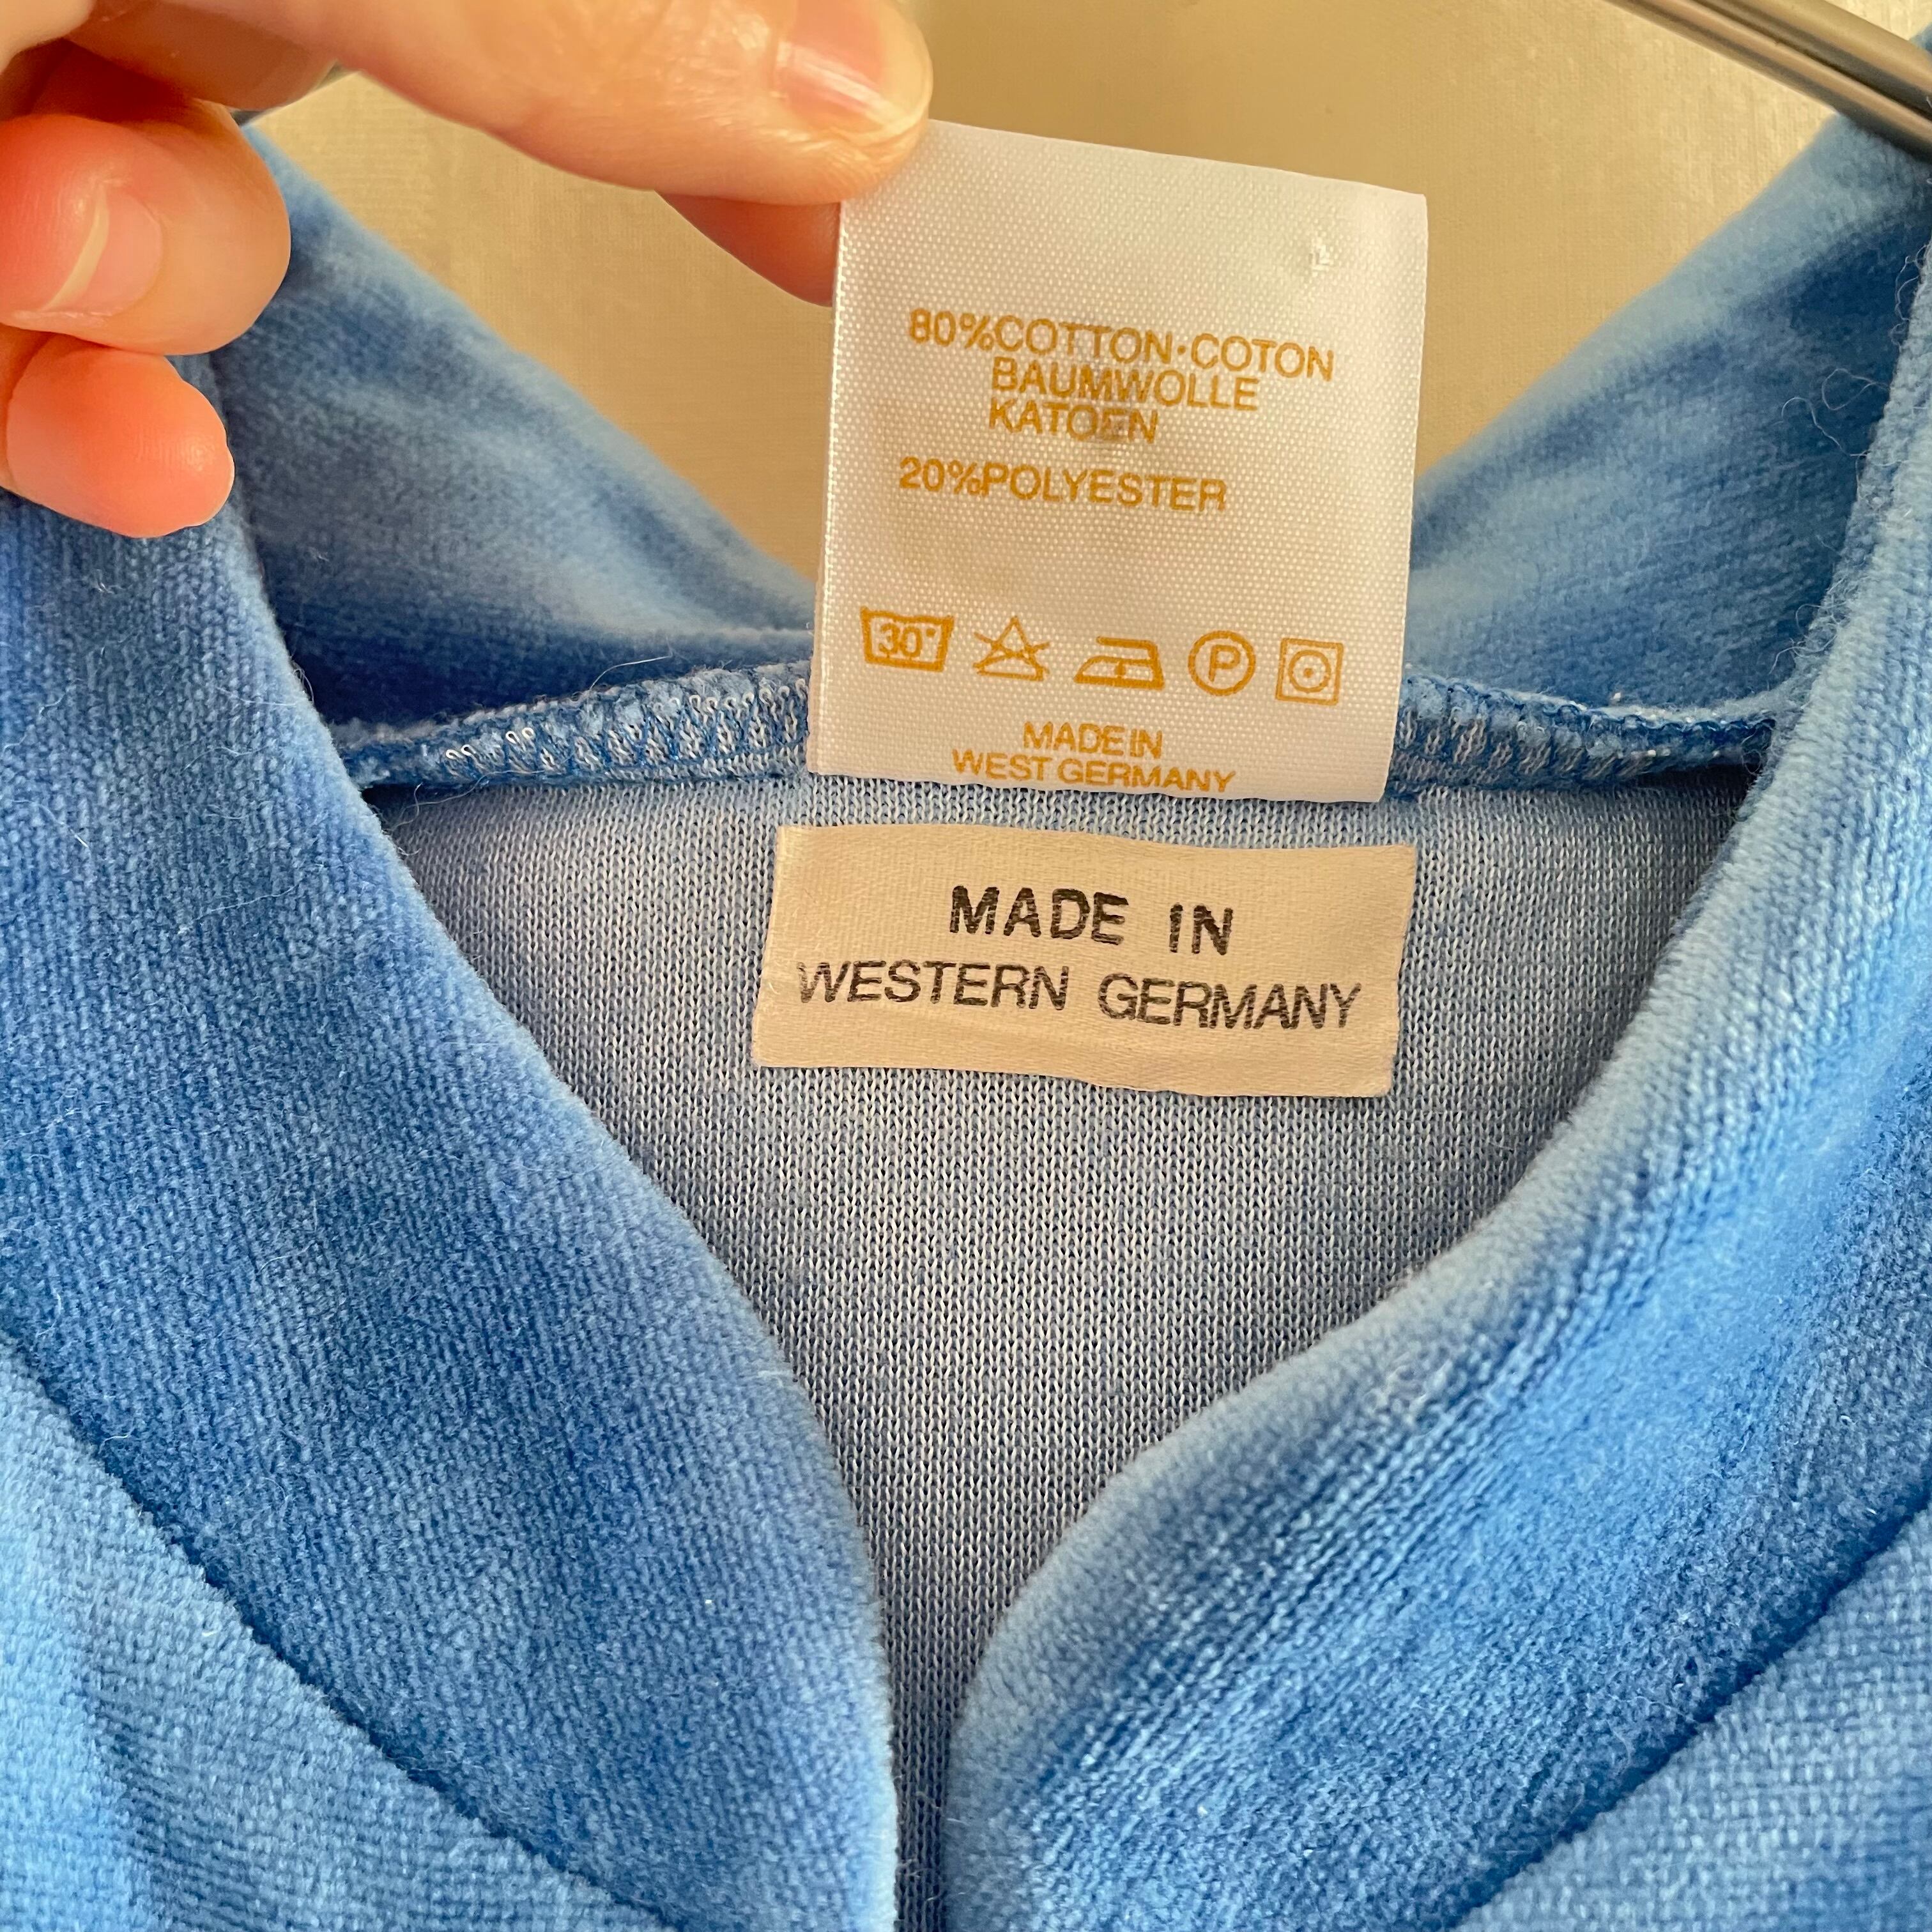 80%COTTON·COTON
BAUMWOLLE
KATOEN
20%POLYESTER
30°
P
MADE IN
WEST GERMANY
MADE IN
WESTERN GERMANY